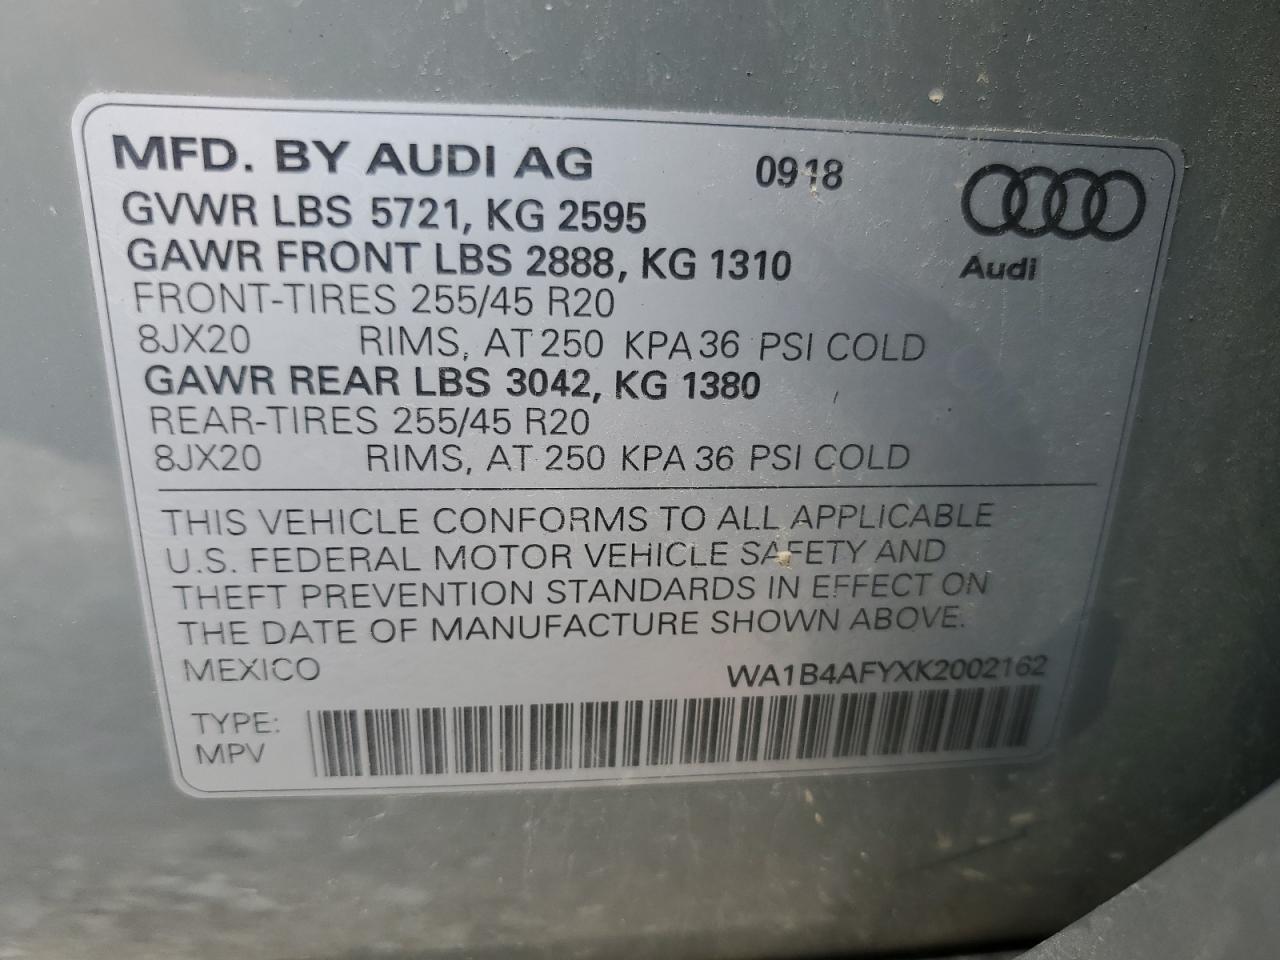 MFD. BY AUDI AG 0918
GVWR LBS 5721, KG 2595
GAWR FRONT LBS 2888, KG 1310
Audi
FRONT-TIRES 255/45 R20
8JX20 RIMS, AT 250 KPA 36 PSI COLD
GAWR REAR LBS 3042, KG 1380
REAR-TIRES 255/45 R20
8JX20 RIMS, AT 250 KPA 36 PSI COLD
THIS VEHICLE CONFORMS TO ALL APPLICABLE
U.S. FEDERAL MOTOR VEHICLE SAFETY AND
THEFT PREVENTION STANDARDS IN EFFECT ON
THE DATE OF MANUFACTURE SHOWN ABOVE.
MEXICO WA1B4AFYXK2002162
TYPE:
MPV